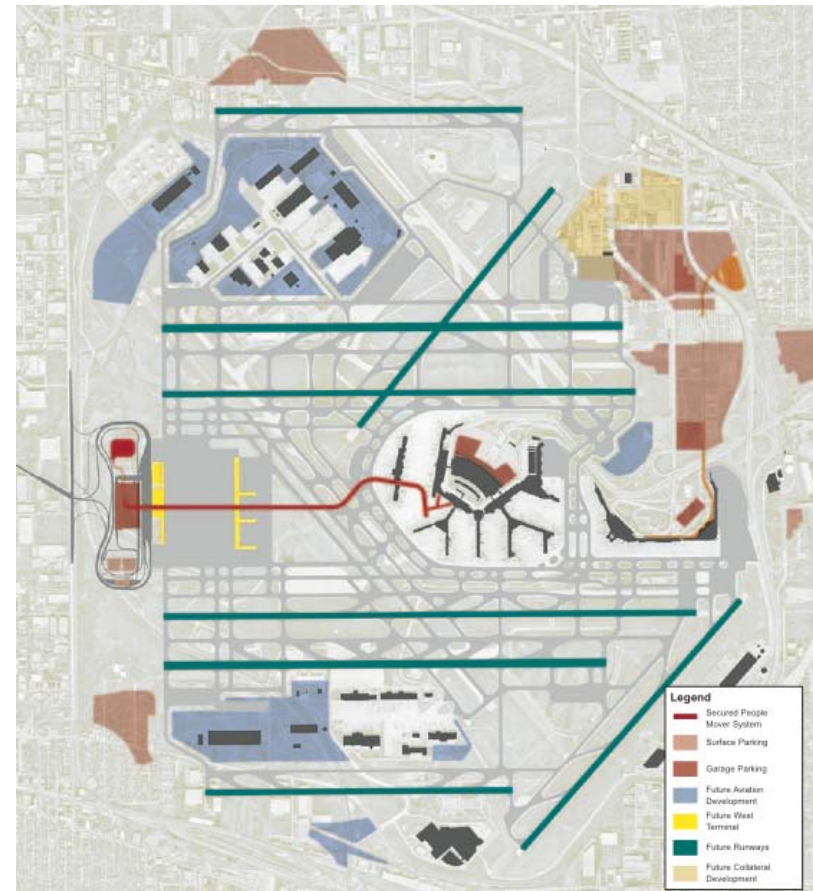 Legend
Secured People
Mover System
Surface Parking
Garage Parking
Future Aviation
Development
Future West
Terminal
Future Runways
Future Collateral
Development